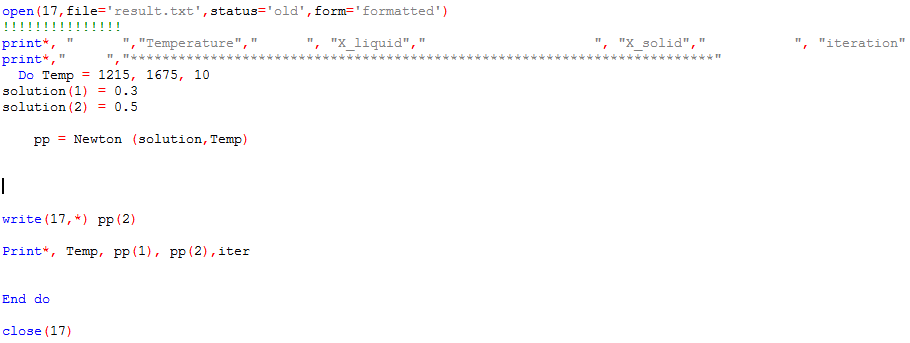 open(17,file='result.txt',status='old',form='formatted')
!!!!!!!!!!!!!!!
print*, "      ","Temperature","      ", "X_liquid","                     ", "X_solid","           ", "iteration"
print*,"     ","*************************************************************************"
  Do Temp = 1215, 1675, 10
solution(1) = 0.3
solution(2) = 0.5
    pp = Newton (solution,Temp)
write(17,*) pp(2)
Print*, Temp, pp(1), pp(2),iter
End do
close(17)